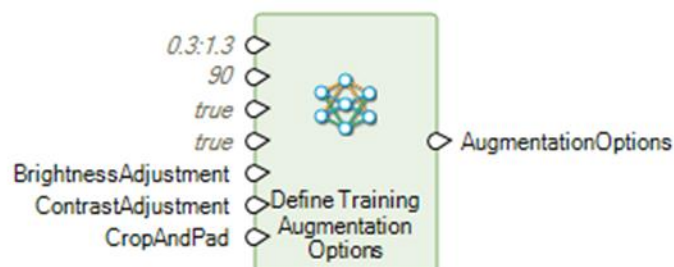 0.3:1.3
90
true
true
BrightnessAdjustment
ContrastAdjustment
CropAndPad
Define Training
Augmentation
Options
AugmentationOptions